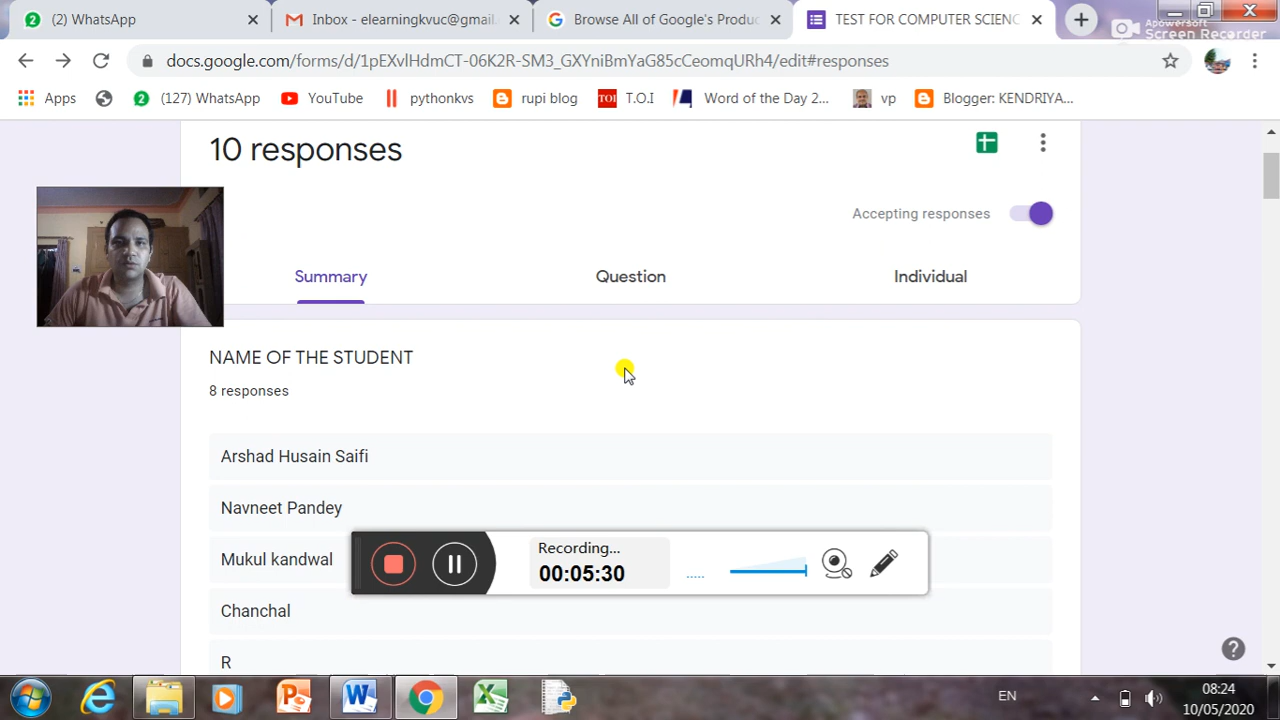 (2) WhatsApp
Inbox - elearningkvuc@gmail.
Browse All of Google's Produc
TEST FOR COMPUTER SCIENC
Apowersoft
Screen Recorder
docs.google.com/forms/d/1pEXvlHdmCT-06K2R-SM3_GXYniBmYaG85cCeomqURh4/edit#responses
Apps
(127) WhatsApp
YouTube
pythonkvs
rupi blog
TOI
T.O.I
Word of the Day 2...
vp
Blogger: KENDRIYA...
10 responses
Accepting responses
Summary
Question
Individual
NAME OF THE STUDENT
8 responses
Arshad Husain Saifi
Navneet Pandey
Mukul kandwal
Chanchal
R
Recording...
00:05:30
EN
08:24
10/05/2020